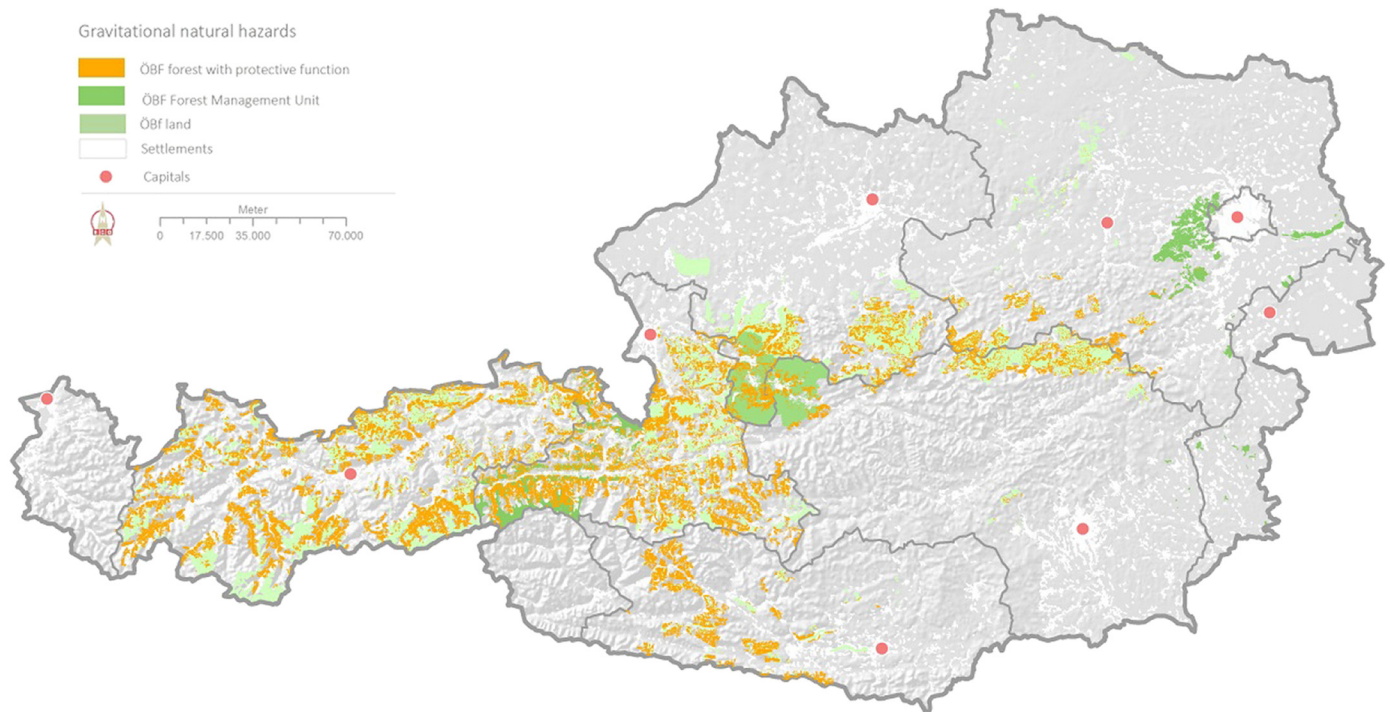 Gravitational natural hazards
ÖBF forest with protective function
ÖBF Forest Management Unit
ÖBf land
Settlements
Capitals
Meter
0 17.500 35.000 70.000